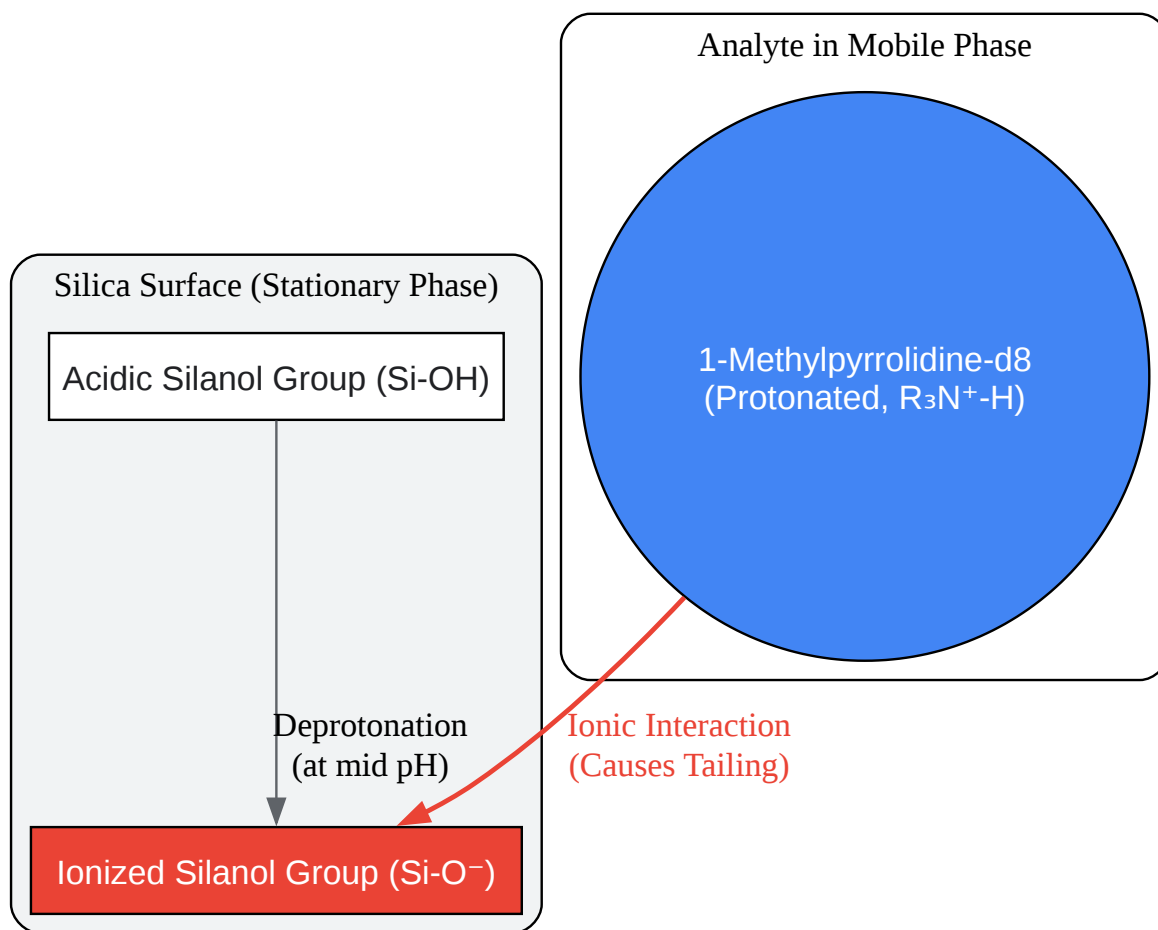 Analyte in Mobile Phase
1-Methylpyrrolidine-d8
(Protonated, R₃N⁺-H)
Silica Surface (Stationary Phase)
Acidic Silanol Group (Si-OH)
Deprotonation
(at mid pH)
Ionic Interaction
(Causes Tailing)
Ionized Silanol Group (Si-O⁻)